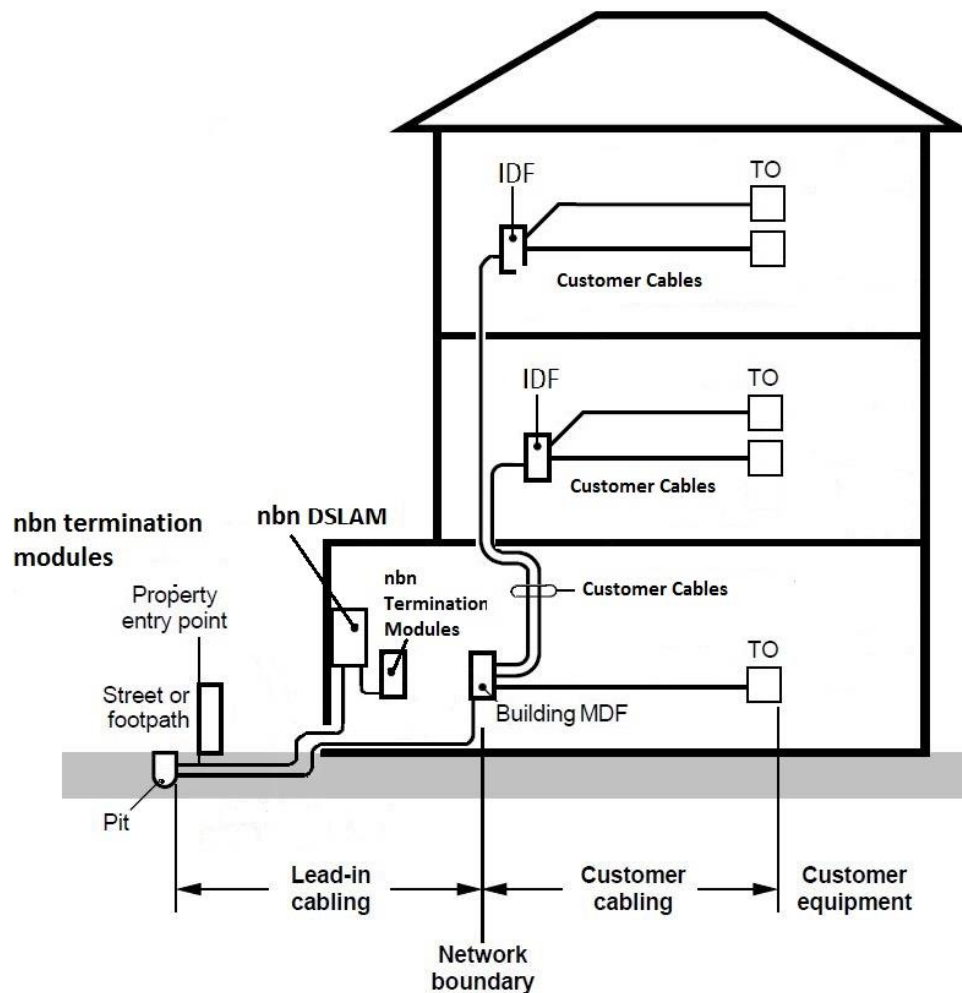 IDF
TO
Customer Cables
IDF
TO
Customer Cables
nbn termination
modules
nbn DSLAM
nbn
Termination
Modules
Customer Cables
Property
entry point
TO
Street or
footpath
Building MDF
Pit
Lead-in
cabling
Customer
cabling
Customer
equipment
Network
boundary